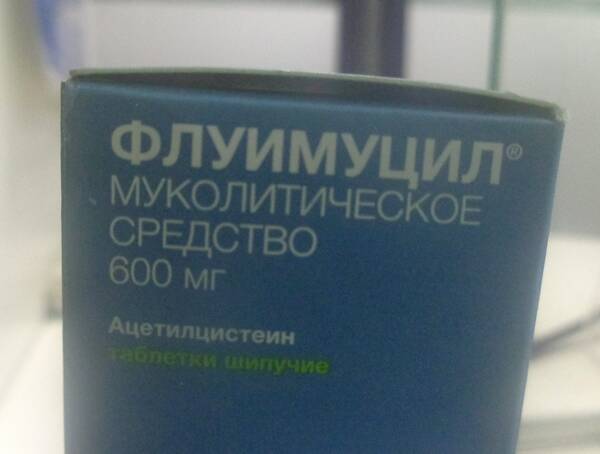 ФЛУИМУЦИЛ®
МУКОЛИТИЧЕСКОЕ
СРЕДСТВО
600 мг
Ацетилцистеин
таблетки шипучие